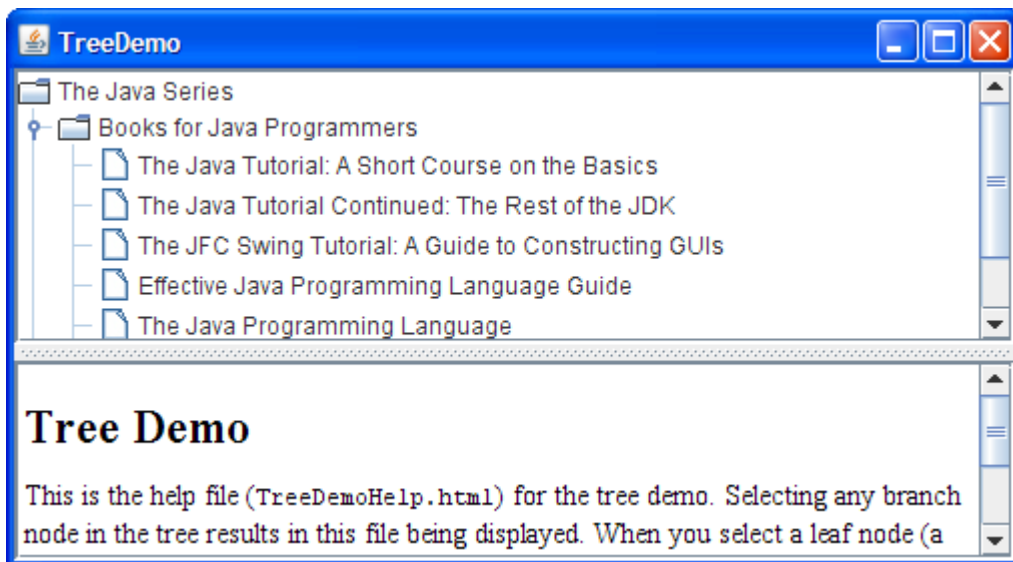 TreeDemo
The Java Series
Books for Java Programmers
The Java Tutorial: A Short Course on the Basics
The Java Tutorial Continued: The Rest of the JDK
The JFC Swing Tutorial: A Guide to Constructing GUIs
Effective Java Programming Language Guide
The Java Programming Language
Tree Demo
This is the help file (TreeDemoHelp.html) for the tree demo. Selecting any branch
node in the tree results in this file being displayed. When you select a leaf node (a